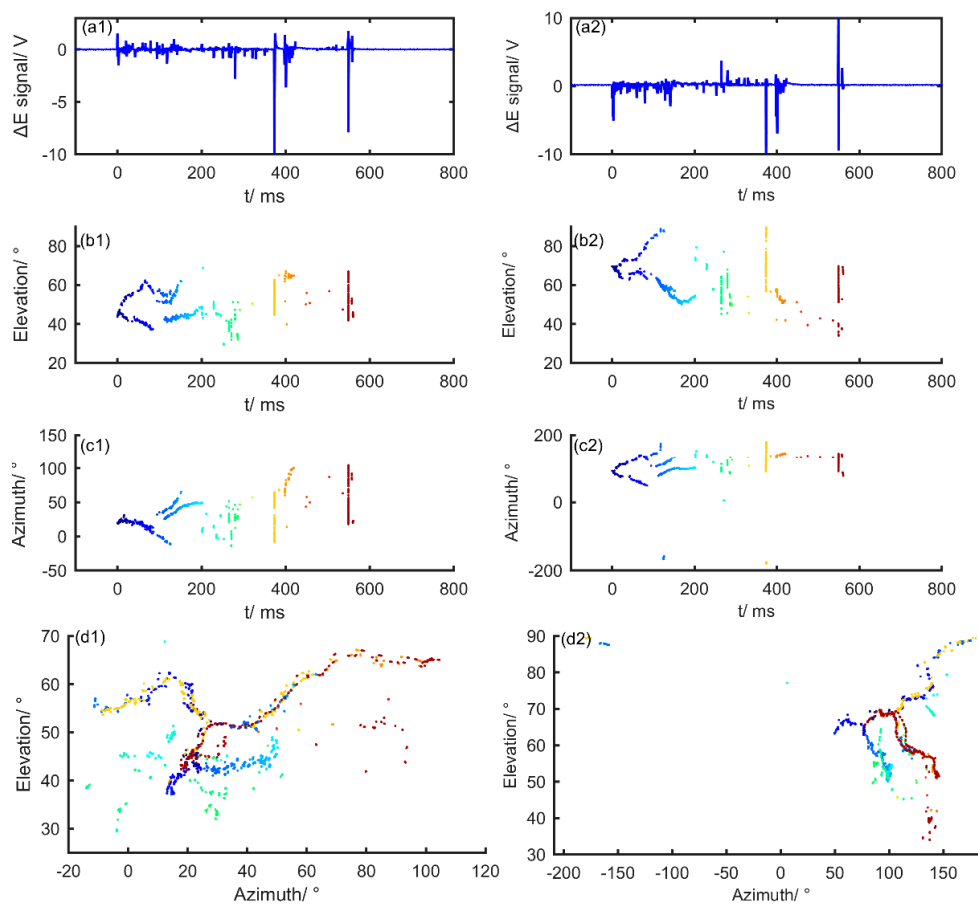 (a1)
0
-5
-10
ΔE signal/ V
0 200 400 600 800
t/ ms
(a2)
10
0
-10
ΔE signal/ V
0 200 400 600 800
t/ ms
(b1)
80
60
40
20
Elevation/ °
0 200 400 600 800
t/ ms
(b2)
80
60
40
20
Elevation/ °
0 200 400 600 800
t/ ms
(c1)
150
100
50
0
-50
Azimuth/ °
0 200 400 600 800
t/ ms
(c2)
200
0
-200
Azimuth/ °
0 200 400 600 800
t/ ms
(d1)
70
60
50
40
30
Elevation/ °
-20 0 20 40 60 80 100 120
Azimuth/ °
(d2)
90
80
70
60
50
40
30
Elevation/ °
-200 -150 -100 -50 0 50 100 150
Azimuth/ °